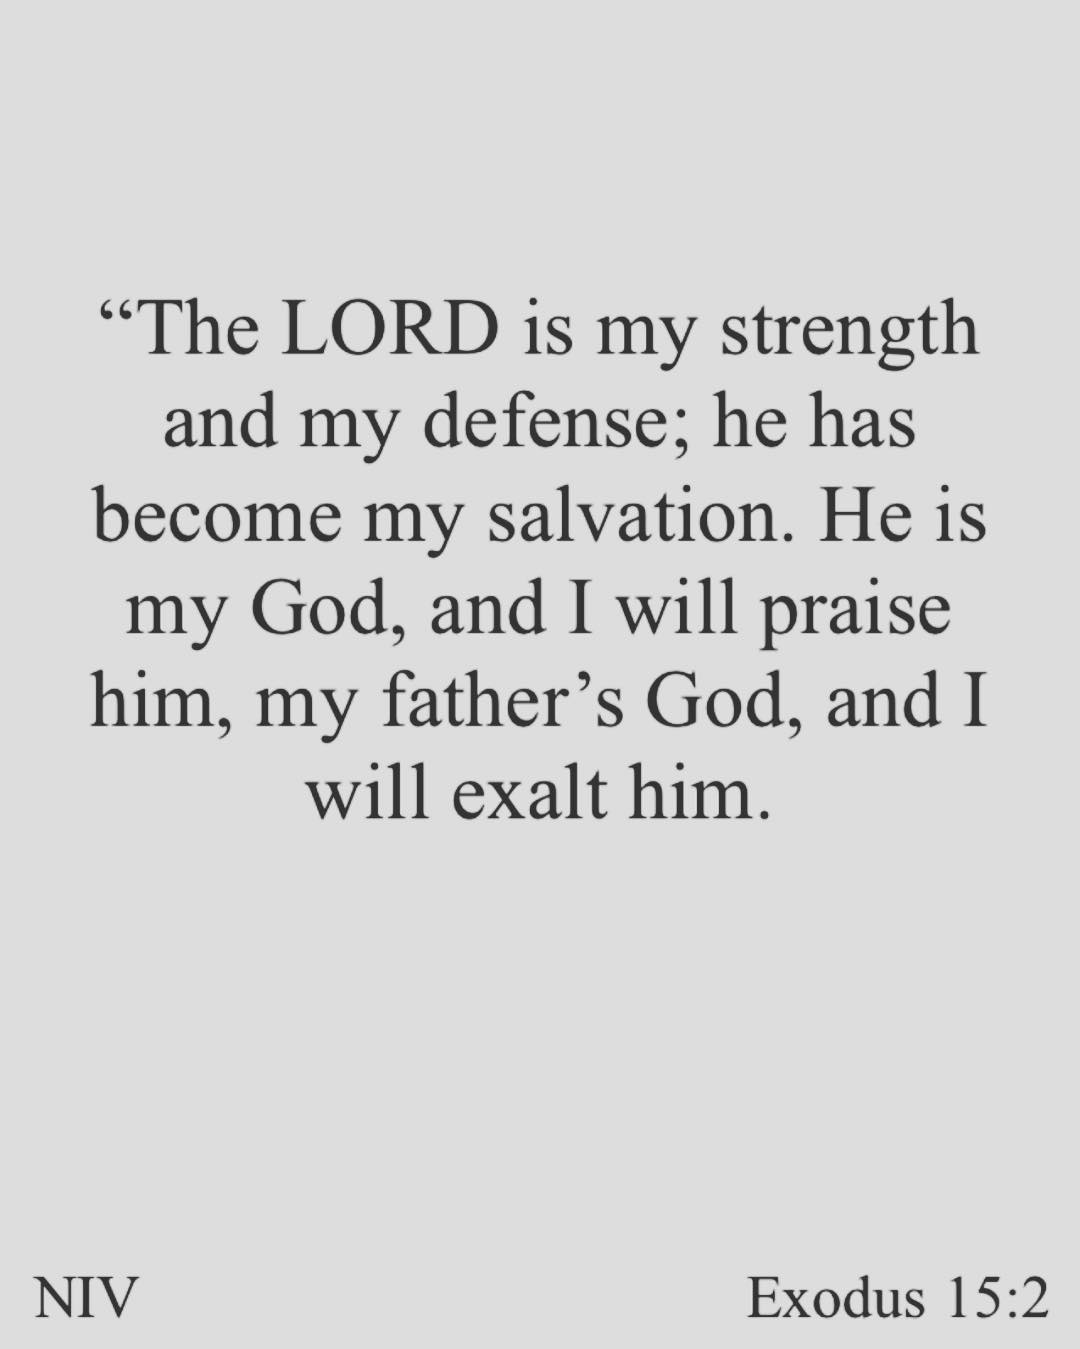 “The LORD is my strength
and my defense; he has
become my salvation. He is
my God, and I will praise
him, my father’s God, and I
will exalt him.
NIV
Exodus 15:2